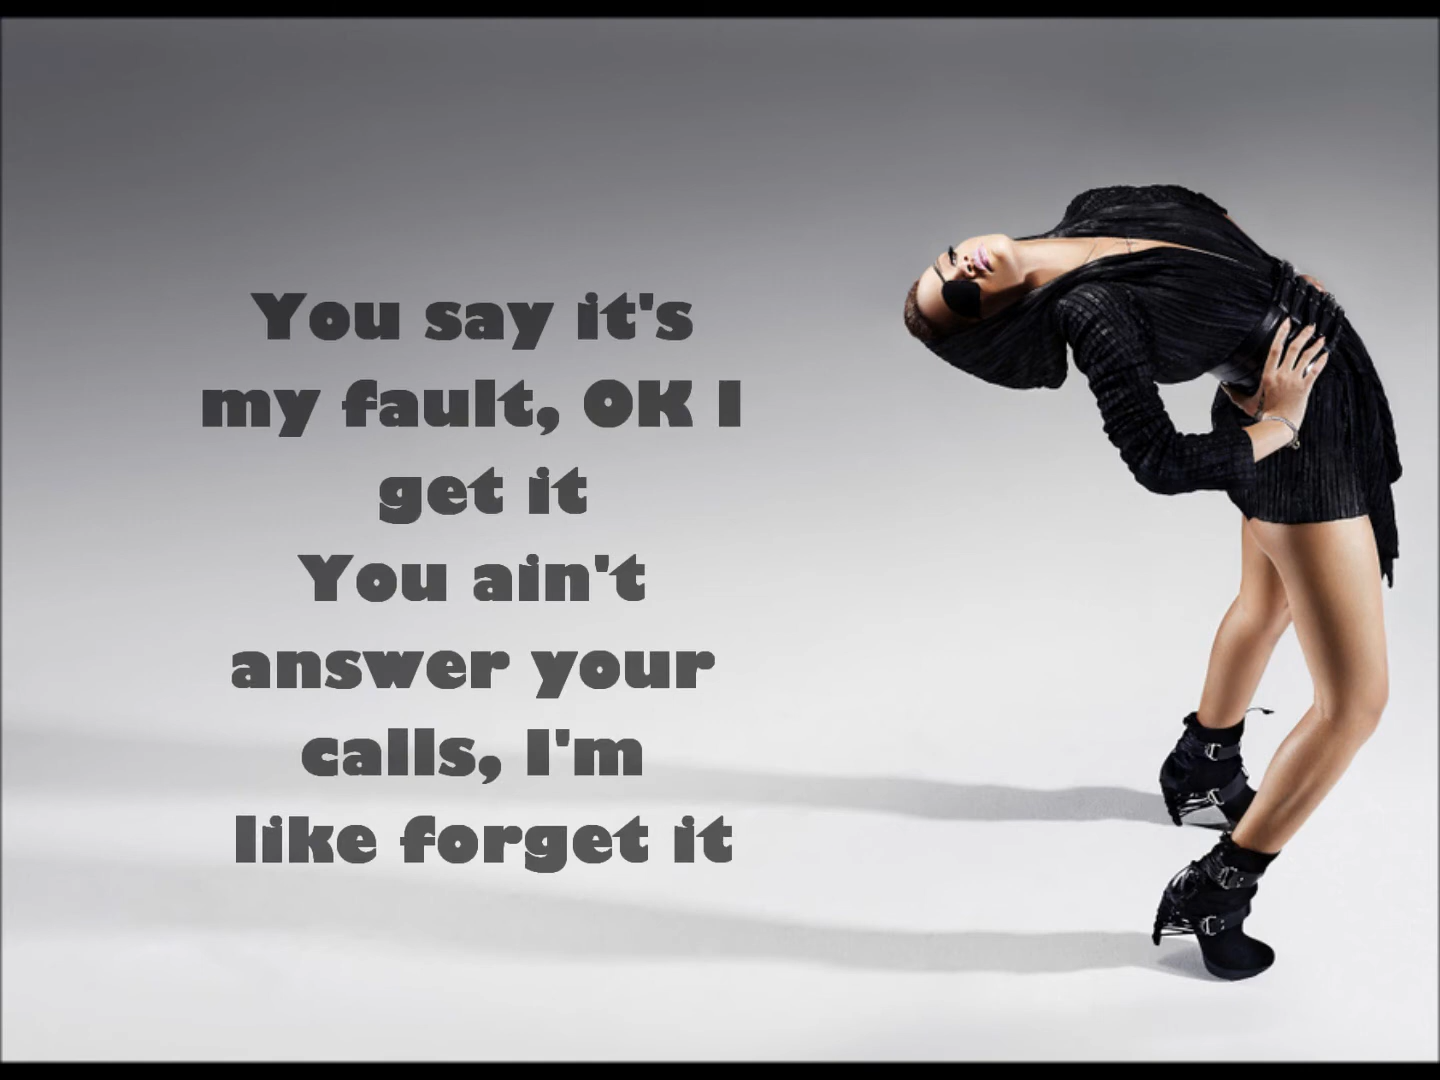 You say it's
my fault, OK I
get it
You ain't
answer your
calls, I'm
like forget it